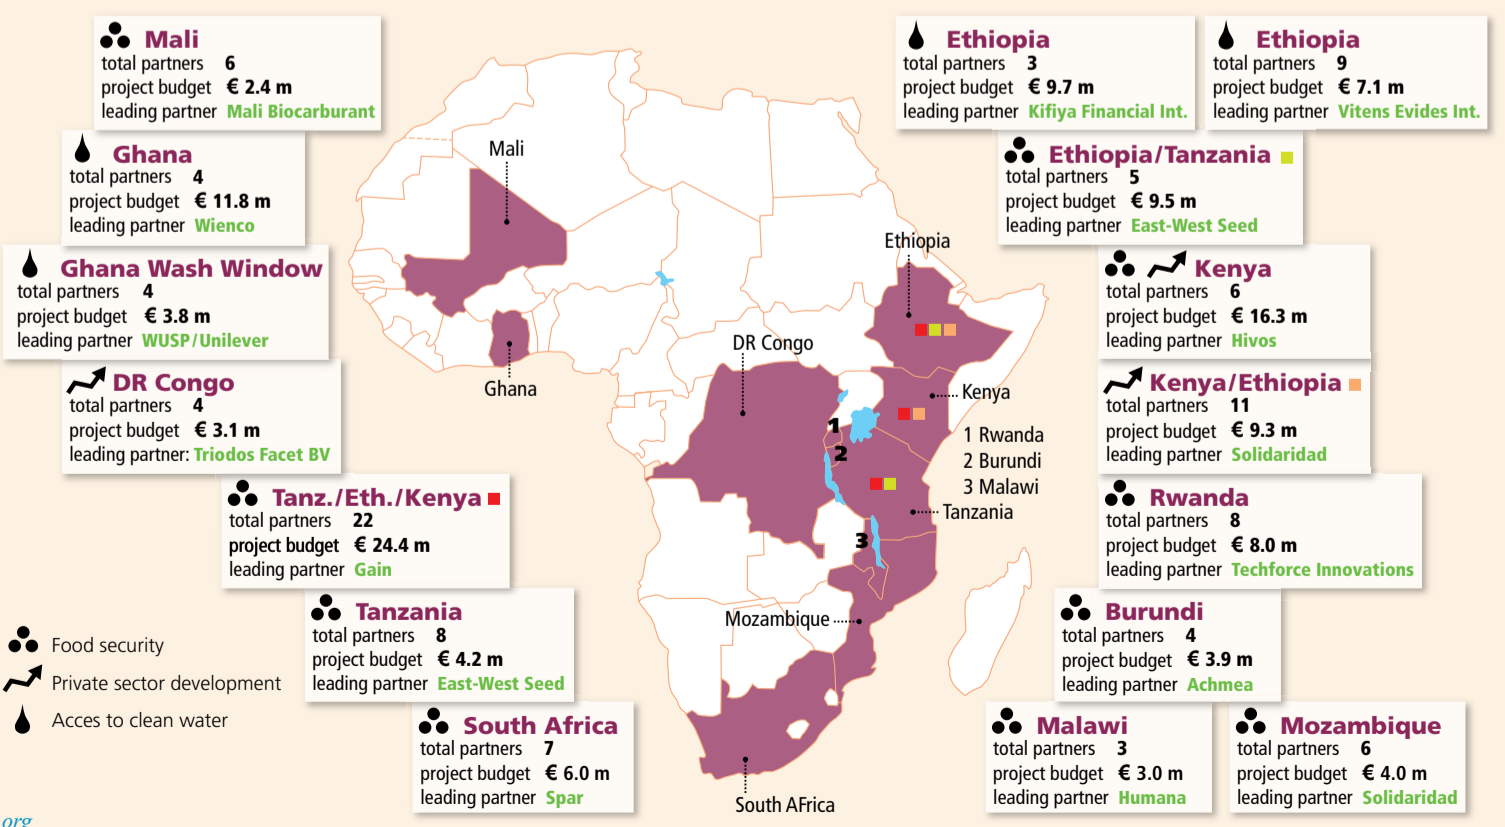 Mali
total partners 6
project budget € 2.4 m
leading partner Mali Biocarburant
Ghana
total partners 4
project budget € 11.8 m
leading partner Wienco
Ghana Wash Window
total partners 4
project budget € 3.8 m
leading partner WUSP/Unilever
DR Congo
total partners 4
project budget € 3.1 m
leading partner: Triodos Facet BV
Tanz./Eth./Kenya
total partners 22
project budget € 24.4 m
leading partner Gain
Tanzania
total partners 8
project budget € 4.2 m
leading partner East-West Seed
South Africa
total partners 7
project budget € 6.0 m
leading partner Spar
Food security
Private sector development
Acces to clean water
org
Mali
Ghana
DR Congo
Ethiopia
Kenya
1
2
3
1 Rwanda
2 Burundi
3 Malawi
Tanzania
Mozambique
South AFrica
Ethiopia
total partners 3
project budget € 9.7 m
leading partner Kifiya Financial Int.
Ethiopia
total partners 9
project budget € 7.1 m
leading partner Vitens Evides Int.
Ethiopia/Tanzania
total partners 5
project budget € 9.5 m
leading partner East-West Seed
Kenya
total partners 6
project budget € 16.3 m
leading partner Hivos
Kenya/Ethiopia
total partners 11
project budget € 9.3 m
leading partner Solidaridad
Rwanda
total partners 8
project budget € 8.0 m
leading partner Techforce Innovations
Burundi
total partners 4
project budget € 3.9 m
leading partner Achmea
Malawi
total partners 3
project budget € 3.0 m
leading partner Humana
Mozambique
total partners 6
project budget € 4.0 m
leading partner Solidaridad